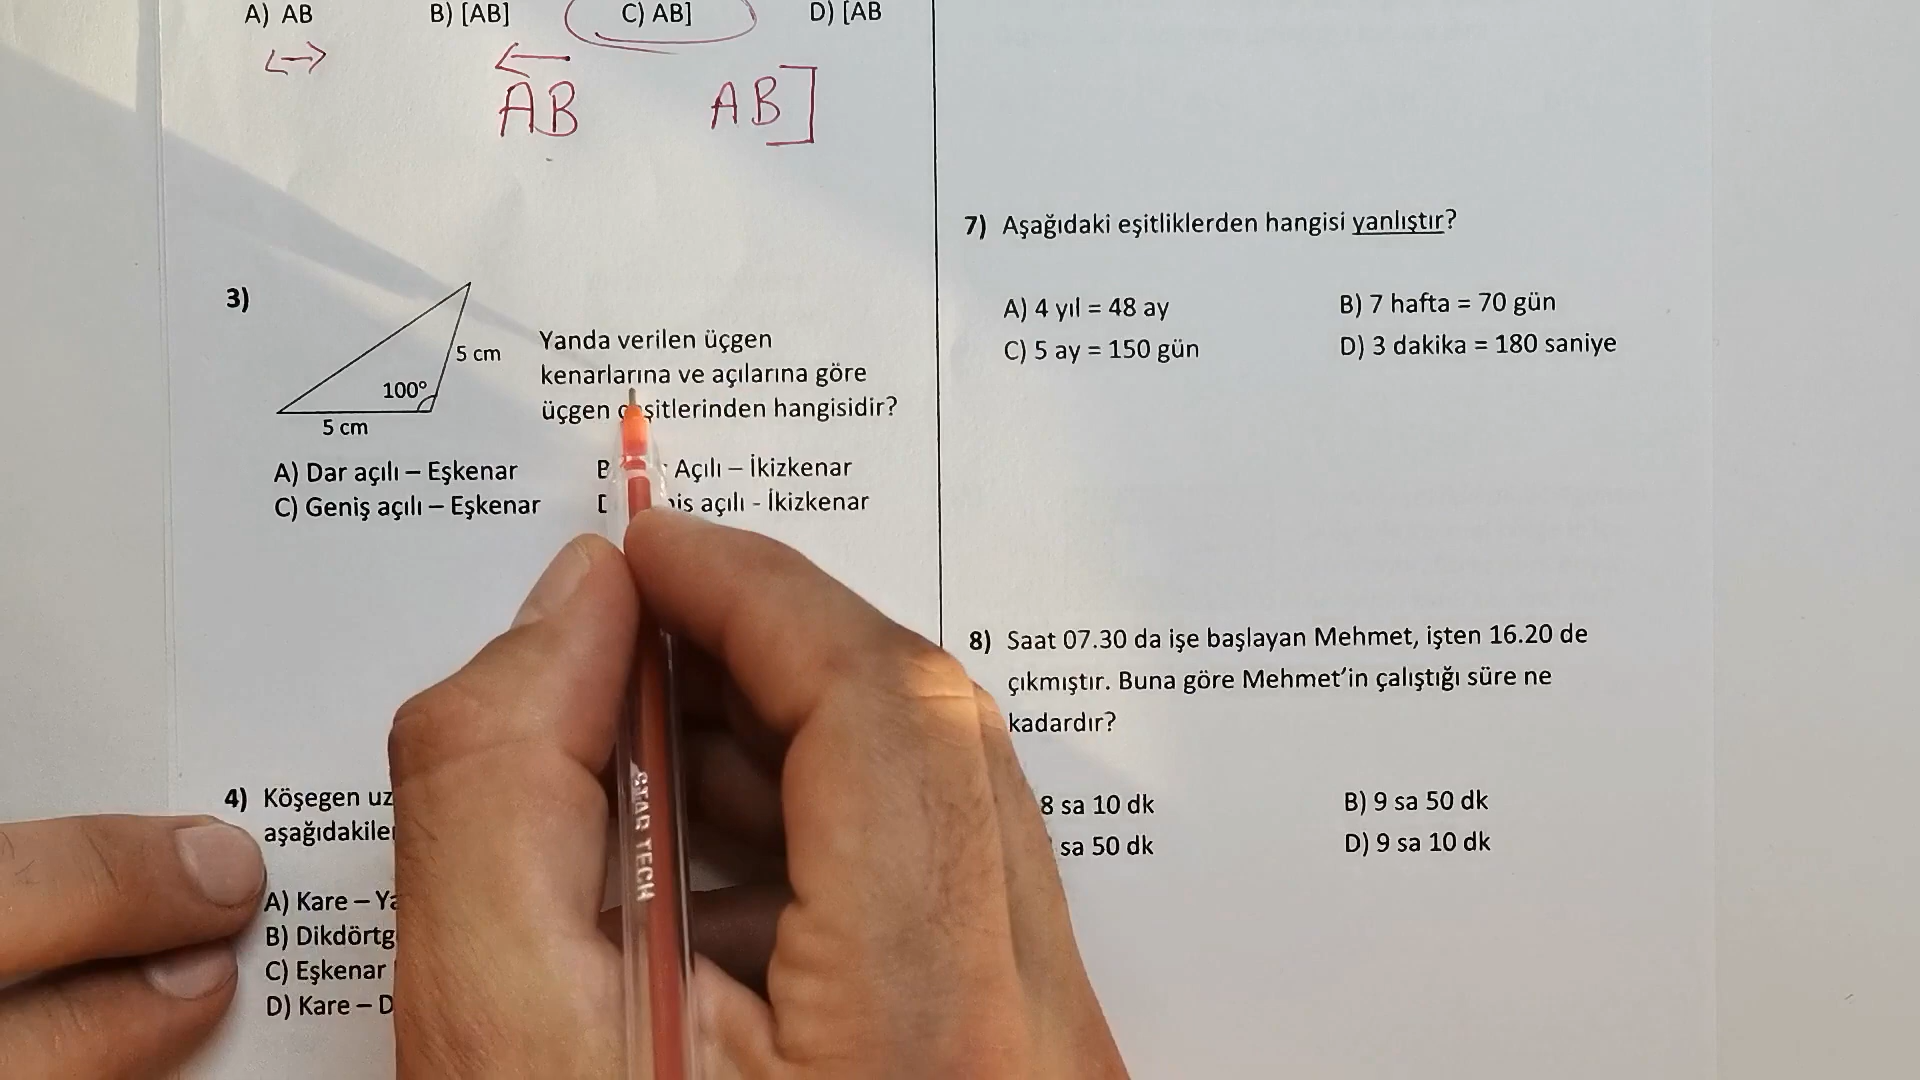 A) AB
B) [AB]
C) AB]
D) [AB
AB
AB]
3)
5 cm
100°
5 cm
Yanda verilen üçgen
kenarlarına ve açılarına göre
üçgen hangisidir?
A) Dar açılı – Eşkenar
Açılı – İkizkenar
C) Geniş açılı – Eşkenar
açılı - İkizkenar
4) Köşegen
A) Kare –
B)
C) Eşkenar
D) Kare –
7) Aşağıdaki eşitliklerden hangisi yanlıştır?
A) 4 yıl = 48 ay
B) 7 hafta = 70 gün
C) 5 ay = 150 gün
D) 3 dakika = 180 saniye
8) Saat 07.30 da işe başlayan Mehmet, işten 16.20 de
çıkmıştır. Buna göre Mehmet’in çalıştığı süre ne
kadardır?
8 sa 10 dk
B) 9 sa 50 dk
sa 50 dk
D) 9 sa 10 dk
STAR TECH